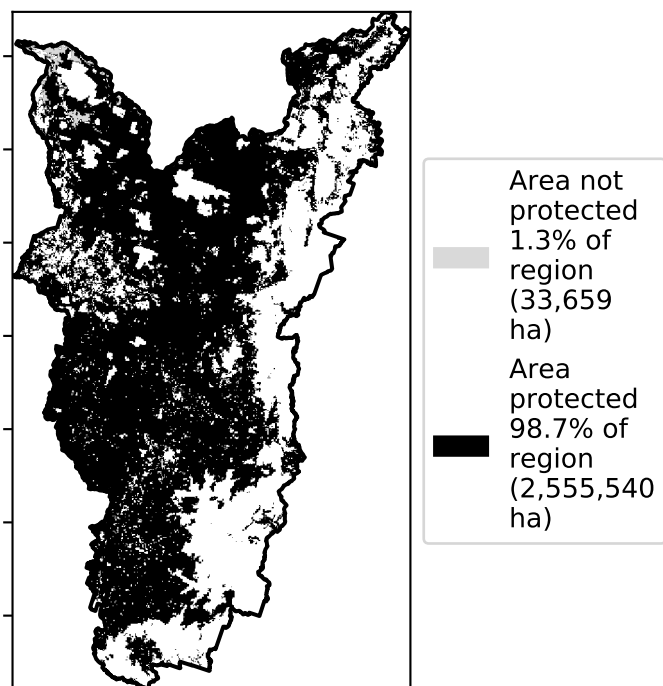 Area not
protected
1.3% of
region
(33,659
ha)
Area
protected
98.7% of
region
(2,555,540
ha)